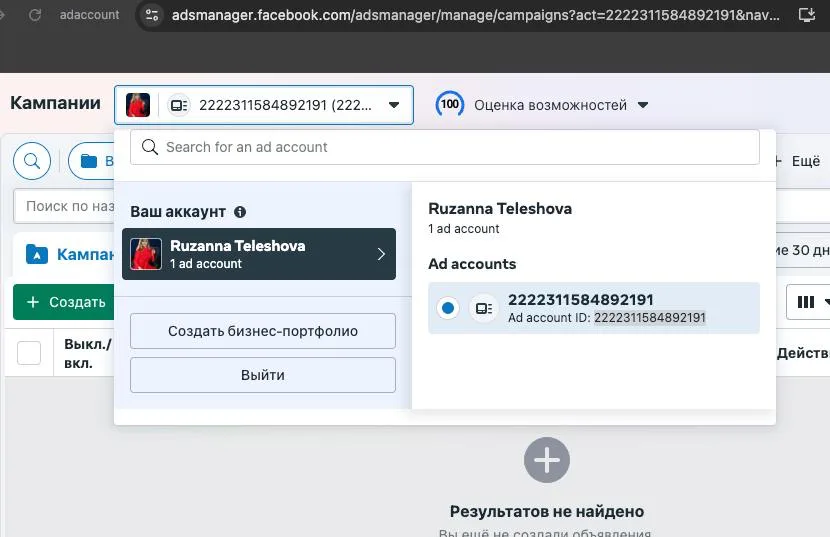 adaccount
adsmanager.facebook.com/adsmanager/manage/campaigns?act=2222311584892191&nav...
Кампании
2222311584892191 (222...
100
Оценка возможностей
Search for an ad account
В
Ещё
Поиск по наз
Ваш аккаунт
Ruzanna Teleshova
1 ad account
Ruzanna Teleshova
1 ad account
Ad accounts
2222311584892191
Ad account ID: 2222311584892191
Кампан
ие 30 дн
+ Создать
Создать бизнес-портфолио
Выйти
Выкл./
вкл.
Действ
Результатов не найдено
Вы ещё не создали объявления